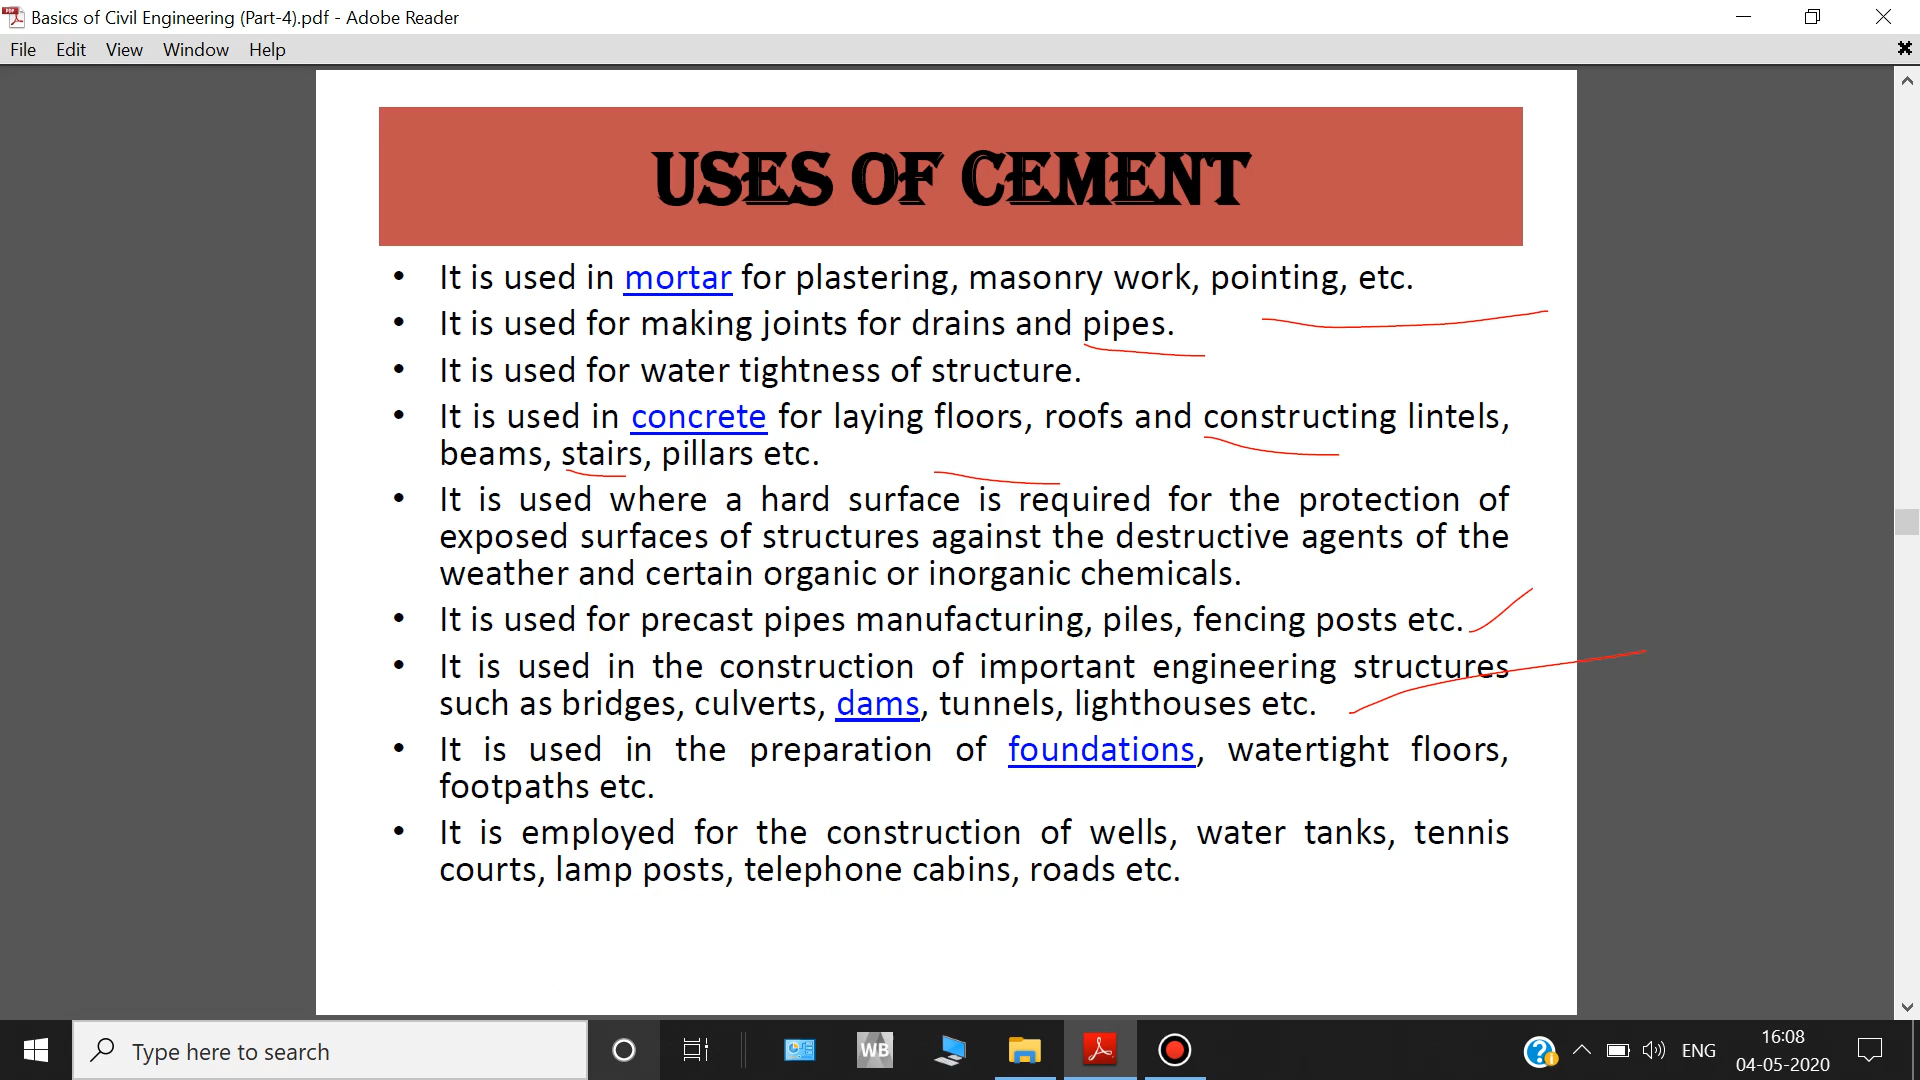 Basics of Civil Engineering (Part-4).pdf - Adobe Reader
File Edit View Window Help
USES OF CEMENT
• It is used in mortar for plastering, masonry work, pointing, etc.
• It is used for making joints for drains and pipes.
• It is used for water tightness of structure.
• It is used in concrete for laying floors, roofs and constructing lintels,
beams, stairs, pillars etc.
• It is used where a hard surface is required for the protection of
exposed surfaces of structures against the destructive agents of the
weather and certain organic or inorganic chemicals.
• It is used for precast pipes manufacturing, piles, fencing posts etc.
• It is used in the construction of important engineering structures
such as bridges, culverts, dams, tunnels, lighthouses etc.
• It is used in the preparation of foundations, watertight floors,
footpaths etc.
• It is employed for the construction of wells, water tanks, tennis
courts, lamp posts, telephone cabins, roads etc.
Type here to search
WB
ENG
16:08
04-05-2020